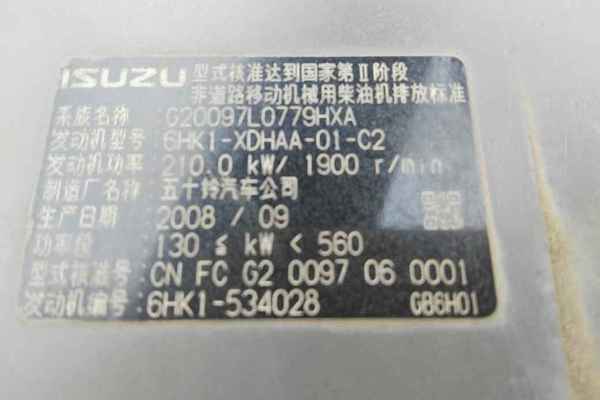 ISUZU 型式核准达到国家第Ⅱ阶段
非道路移动机械用柴油机排放标准
系族名称 : G20097L0779HXA
发动机型号 : 6HK1-XDHAA-01-C2
发动机功率 : 210.0 kW/ 1900 r/min
制造厂名称 : 五十铃汽车公司
生产日期 : 2008 / 09
功率段 : 130 ≤ kW < 560
型式核准号 : CN FC G2 0097 06 0001
发动机编号 : 6HK1-534028 GB6H01